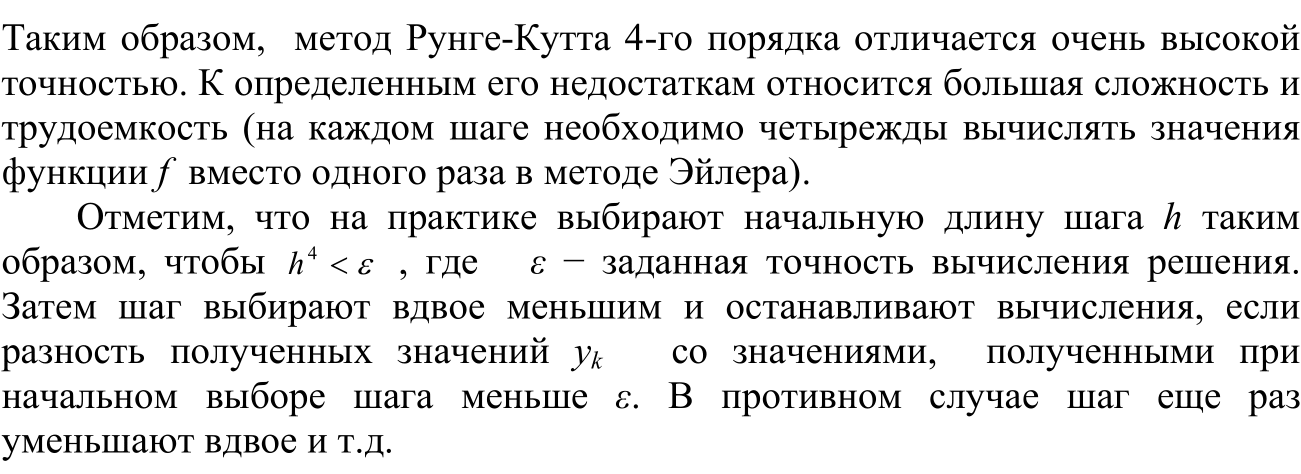 Таким образом, метод Рунге-Кутта 4-го порядка отличается очень высокой
точностью. К определенным его недостаткам относится большая сложность и
трудоемкость (на каждом шаге необходимо четырежды вычислять значения
функции f вместо одного раза в методе Эйлера).
Отметим, что на практике выбирают начальную длину шага h таким
образом, чтобы h⁴ < ε , где ε − заданная точность вычисления решения.
Затем шаг выбирают вдвое меньшим и останавливают вычисления, если
разность полученных значений yₖ со значениями, полученными при
начальном выборе шага меньше ε. В противном случае шаг еще раз
уменьшают вдвое и т.д.